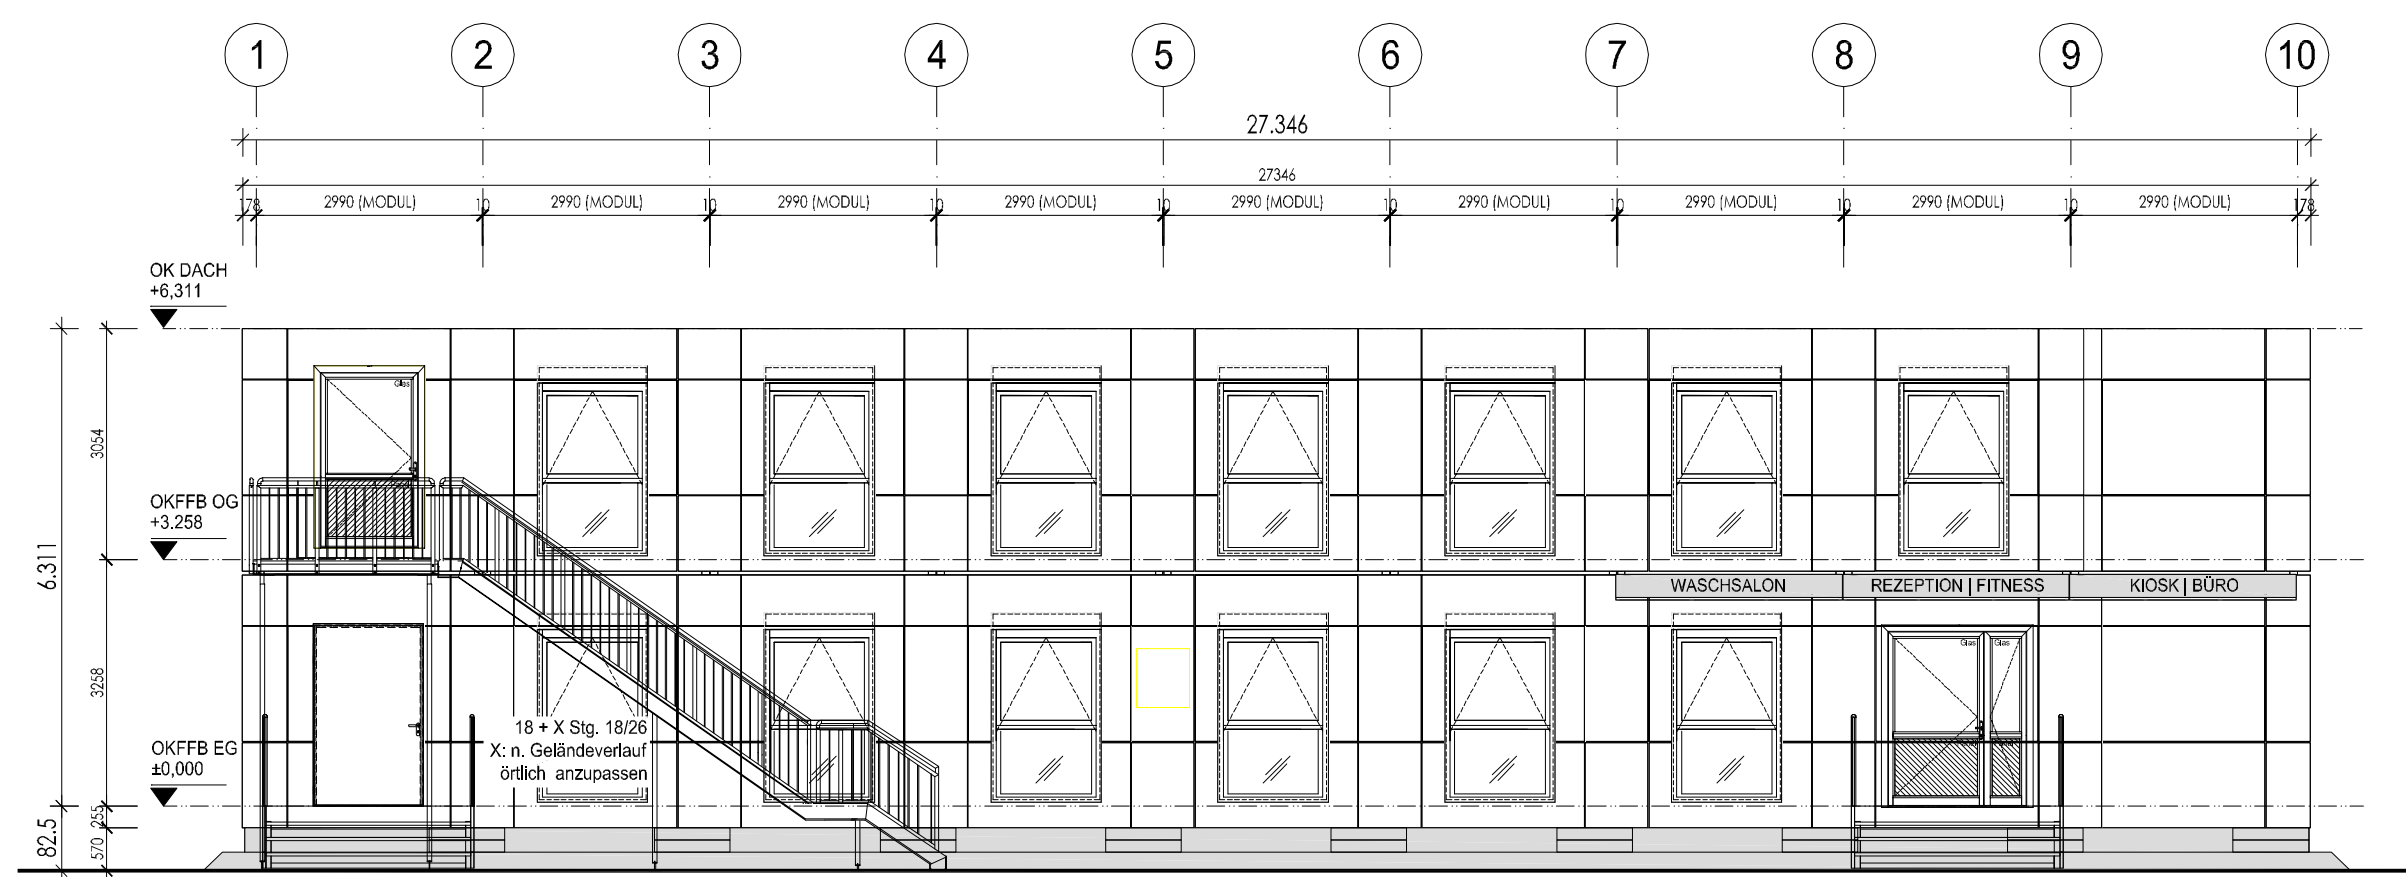 1 2 3 4 5 6 7 8 9 10
27.346
27346
178 2990 (MODUL) 10 2990 (MODUL) 10 2990 (MODUL) 10 2990 (MODUL) 10 2990 (MODUL) 10 2990 (MODUL) 10 2990 (MODUL) 10 2990 (MODUL) 10 2990 (MODUL) 178
OK DACH
+6,311
Glas
3054
OKFFB OG
+3.258
6.311
WASCHSALON REZEPTION | FITNESS KIOSK | BÜRO
Glas Glas
3258
18 + X Stg. 18/26
X: n. Geländeverlauf
örtlich anzupassen
OKFFB EG
±0,000
255
82.5
570